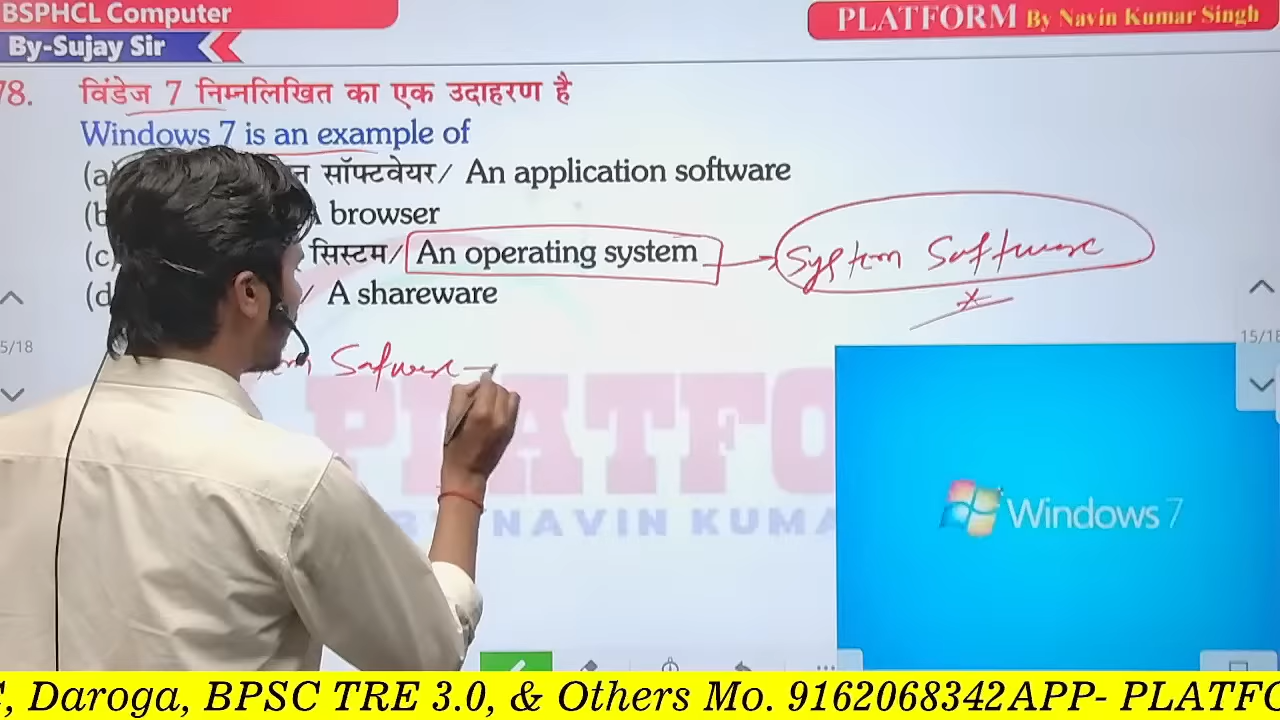 BSPHCL Computer
By-Sujay Sir
PLATFORM By Navin Kumar Singh
78. विंडेज 7 निम्नलिखित का एक उदाहरण है
Windows 7 is an example of
(a) सॉफ्टवेयर/ An application software
(b A browser
(c) सिस्टम/ An operating system
System Software
(d / A shareware
5/18
15/18
PLATFO
NAVIN KUMA
Windows 7
, Daroga, BPSC TRE 3.0, & Others Mo. 9162068342APP- PLATFO